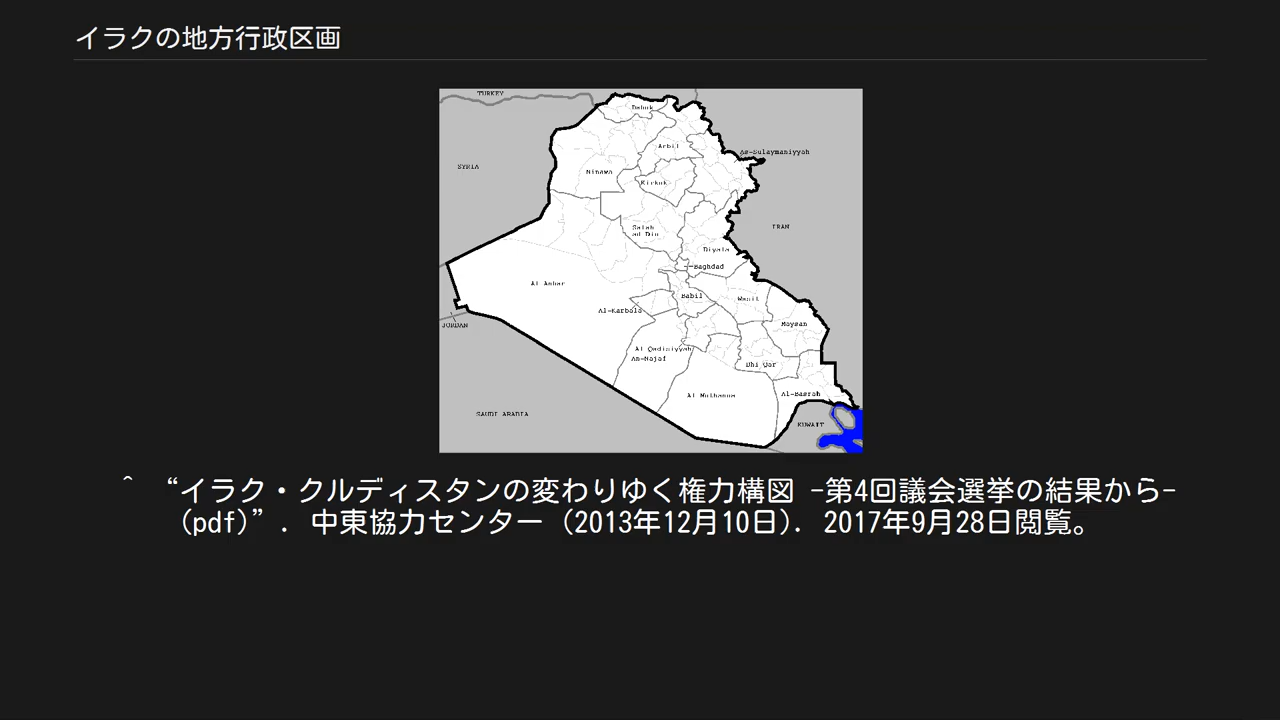 イラクの地方行政区画
TURKEY
Dahuk
Arbil
As-Sulaymaniyyah
SYRIA
Ninawa
Kirkuk
IRAN
Salah
ad Din
Diyala
Baghdad
Al Anbar
Babil
Wasit
Al-Karbala
Maysan
JORDAN
Al Qadisiyyah
An-Najaf
Dhi Qar
Al Muthanna
Al-Basrah
SAUDI ARABIA
KUWAIT
^ “イラク・クルディスタンの変わりゆく権力構図 -第4回議会選挙の結果から-
(pdf)”. 中東協力センター (2013年12月10日). 2017年9月28日閲覧。